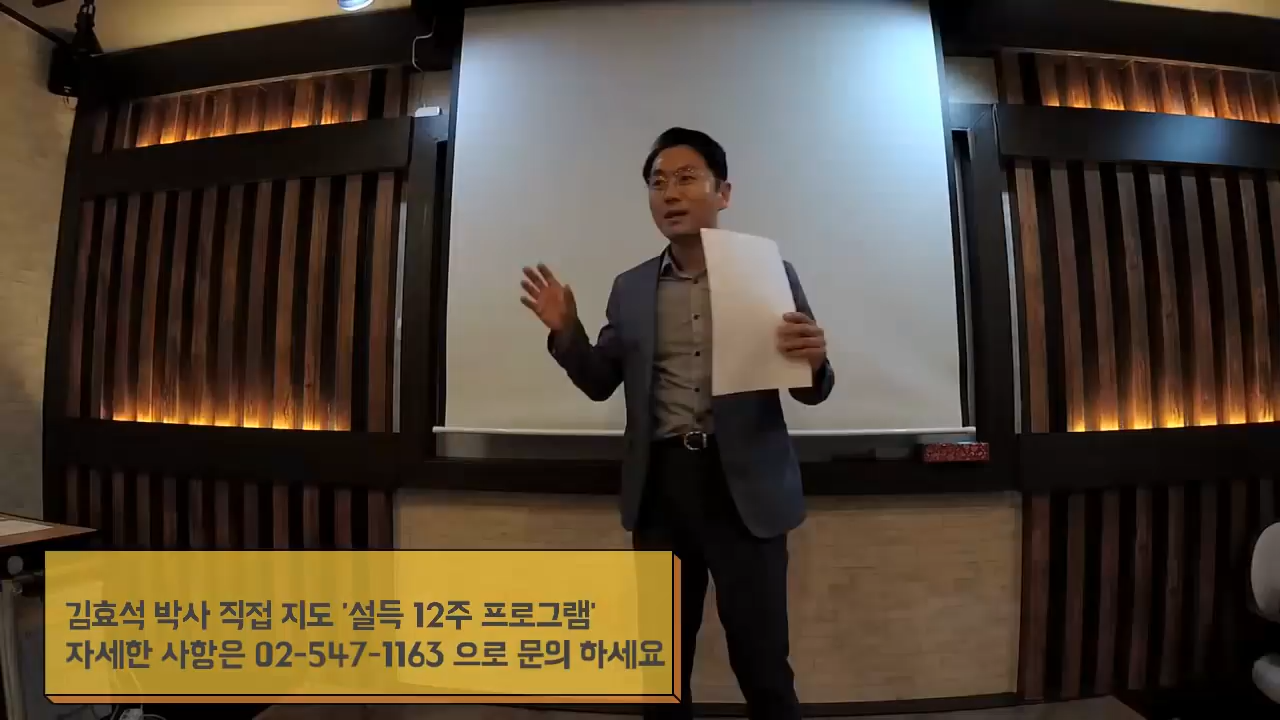 김효석 박사 직접 지도 '설득 12주 프로그램'
자세한 사항은 02-547-1163 으로 문의 하세요